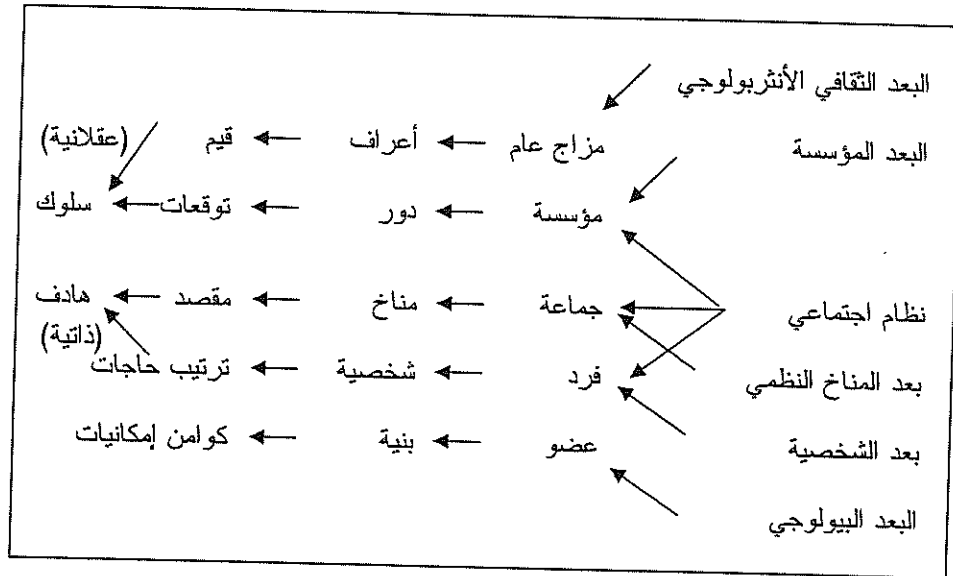 البعد الثقافي الأنثربولوجي
البعد المؤسسة مزاج عام أعراف قيم (عقلانية)
مؤسسة دور توقعات سلوك
نظام اجتماعي جماعة مناخ مقصد هادف
(ذاتية)
بعد المناخ النظمي فرد شخصية ترتيب حاجات
بعد الشخصية عضو بنية كوامن إمكانيات
البعد البيولوجي